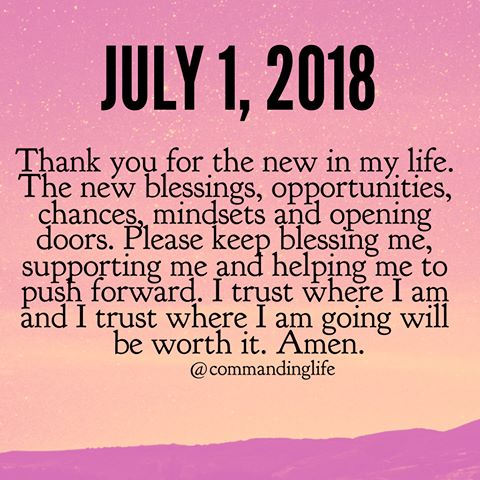 JULY 1, 2018
Thank you for the new in my life.
The new blessings, opportunities,
chances, mindsets and opening
doors. Please keep blessing me,
supporting me and helping me to
push forward. I trust where I am
and I trust where I am going will
be worth it. Amen.
@commandinglife